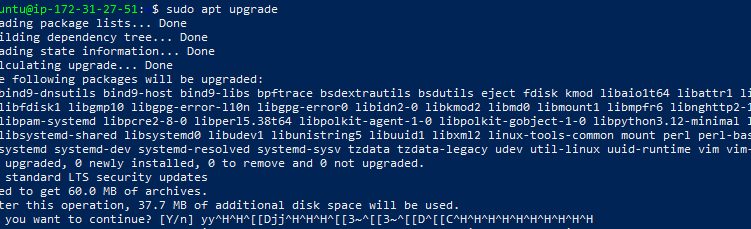 untu@ip-172-31-27-51: $ sudo apt upgrade
ading package lists... Done
ilding dependency tree... Done
ading state information... Done
lculating upgrade... Done
e following packages will be upgraded:
bind9-dnsutils bind9-host bind9-libs bpftrace bsdextrautils bsdutils eject fdisk kmod libaio1t64 libattr1 li
libfdisk1 libgmp10 libgpg-error-l10n libgpg-error0 libidn2-0 libkmod2 libmd0 libmount1 libmpfr6 libnghttp2-1
libpam-systemd libpcre2-8-0 libperl5.38t64 libpolkit-agent-1-0 libpolkit-gobject-1-0 libpython3.12-minimal l
libsystemd-shared libsystemd0 libudev1 libunistring5 libuuid1 libxml2 linux-tools-common mount perl perl-bas
systemd systemd-dev systemd-resolved systemd-sysv tzdata tzdata-legacy udev util-linux uuid-runtime vim vim-
upgraded, 0 newly installed, 0 to remove and 0 not upgraded.
standard LTS security updates
ed to get 60.0 MB of archives.
ter this operation, 37.7 MB of additional disk space will be used.
you want to continue? [Y/n] yy^H^H^[[Djj^H^H^H^[[3~^[[3~^[[D^[[C^H^H^H^H^H^H^H^H^H^H^H